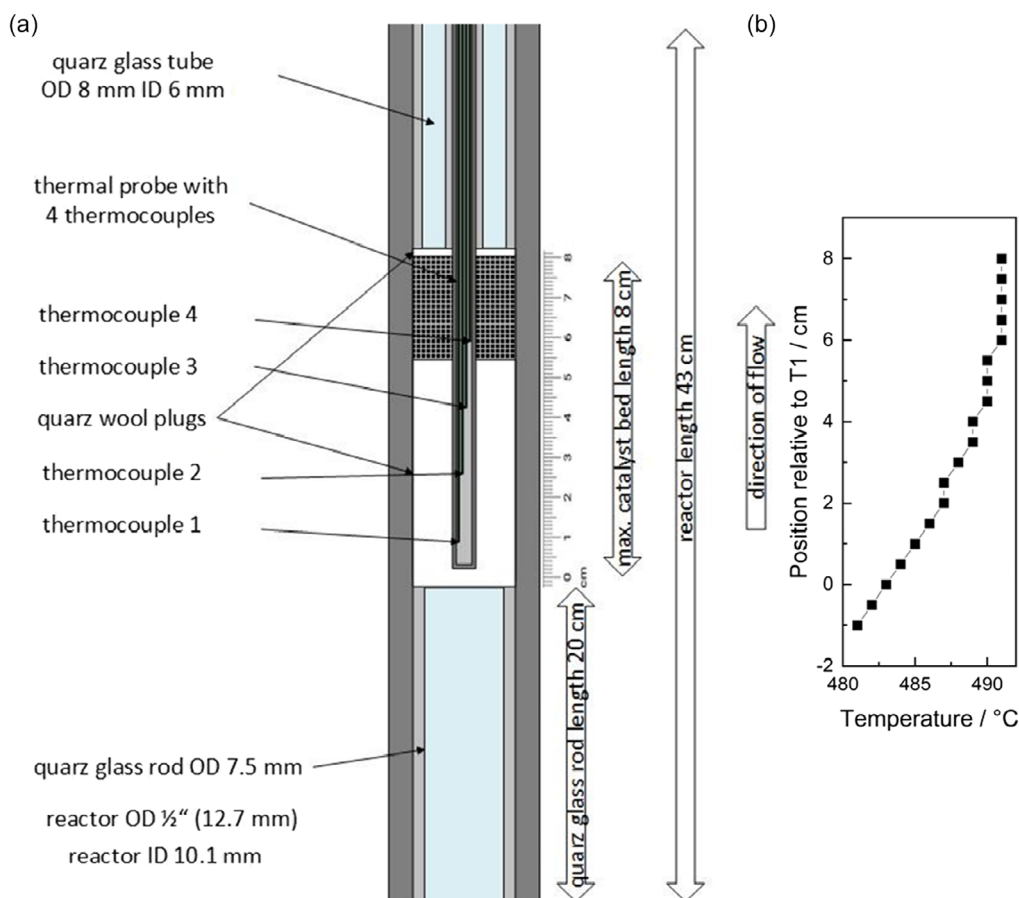 (a)
quarz glass tube
OD 8 mm ID 6 mm
thermal probe with
4 thermocouples
thermocouple 4
thermocouple 3
quarz wool plugs
thermocouple 2
thermocouple 1
quarz glass rod OD 7.5 mm
reactor OD ½“ (12.7 mm)
reactor ID 10.1 mm
8
7
6
5
4
3
2
1
0
cm
max. catalyst bed length 8 cm
quarz glass rod length 20 cm
reactor length 43 cm
direction of flow
(b)
Position relative to T1 / cm
8
6
4
2
0
-2
480
485
490
Temperature / °C